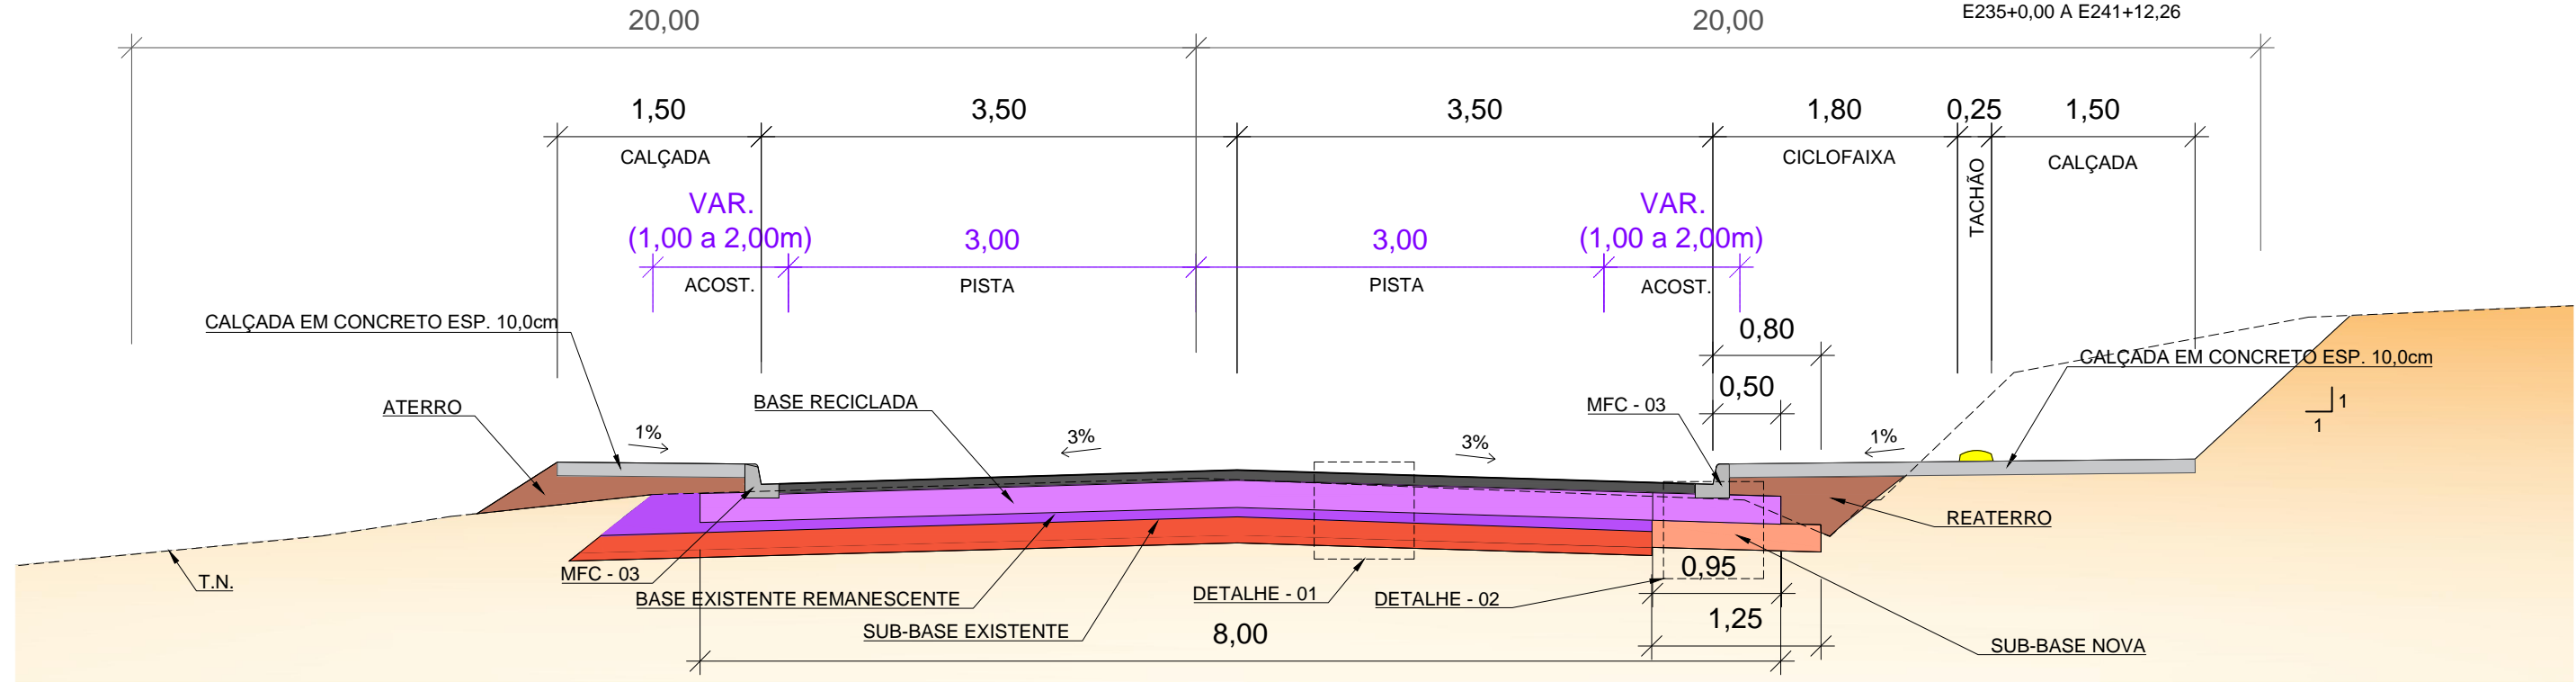 E235+0,00 A E241+12,26
20,00
20,00
1,50
3,50
3,50
1,80
0,25
1,50
CALÇADA
CICLOFAIXA
TACHÃO
CALÇADA
VAR.
(1,00 a 2,00m)
3,00
3,00
VAR.
(1,00 a 2,00m)
ACOST.
PISTA
PISTA
ACOST.
CALÇADA EM CONCRETO ESP. 10,0cm
0,80
CALÇADA EM CONCRETO ESP. 10,0cm
0,50
ATERRO
BASE RECICLADA
MFC - 03
1
1
1%
3%
3%
1%
REATERRO
T.N.
MFC - 03
BASE EXISTENTE REMANESCENTE
SUB-BASE EXISTENTE
DETALHE - 01
DETALHE - 02
0,95
1,25
8,00
SUB-BASE NOVA